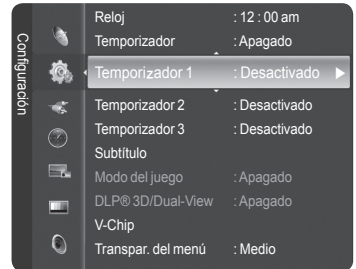 Configuración
Reloj : 12 : 00 am
Temporizador : Apagado
Temporizador 1 : Desactivado
Temporizador 2 : Desactivado
Temporizador 3 : Desactivado
Subtítulo
Modo del juego : Apagado
DLP® 3D/Dual-View : Apagado
V-Chip
Transpar. del menú : Medio